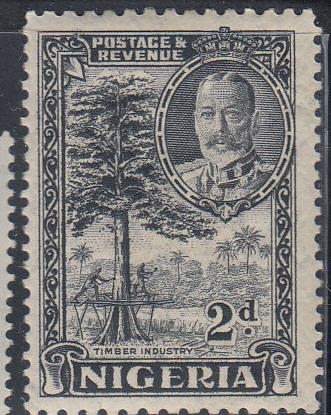 POSTAGE &
REVENUE
2d.
TIMBER INDUSTRY
NIGERIA